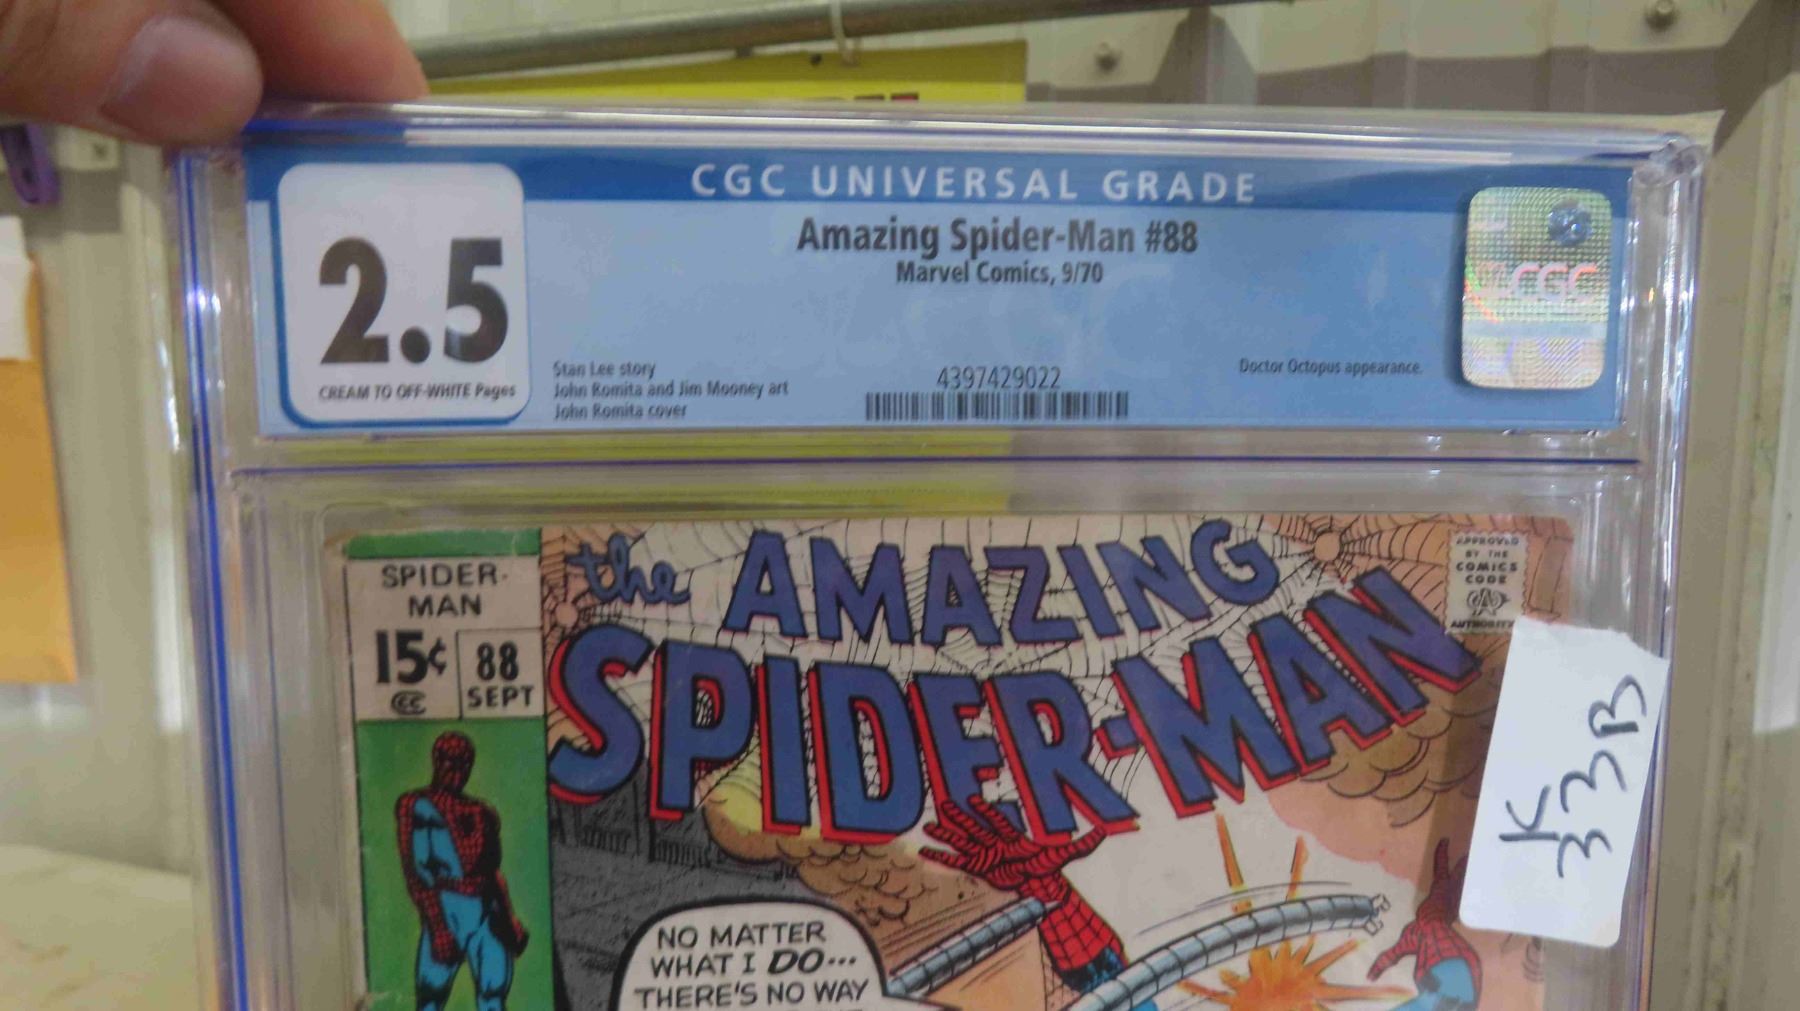 CGC UNIVERSAL GRADE
2.5
CREAM TO OFF-WHITE Pages
Amazing Spider-Man #88
Marvel Comics, 9/70
Stan Lee story
John Romita and Jim Mooney art
John Romita cover
4397429022
Doctor Octopus appearance.
CGC
SPIDER-
MAN
15¢
CC
88
SEPT
the AMAZING
SPIDER-MAN
APPROVED
BY THE
COMICS
CODE
AUTHORITY
K
33B
NO MATTER
WHAT I DO...
THERE'S NO WAY